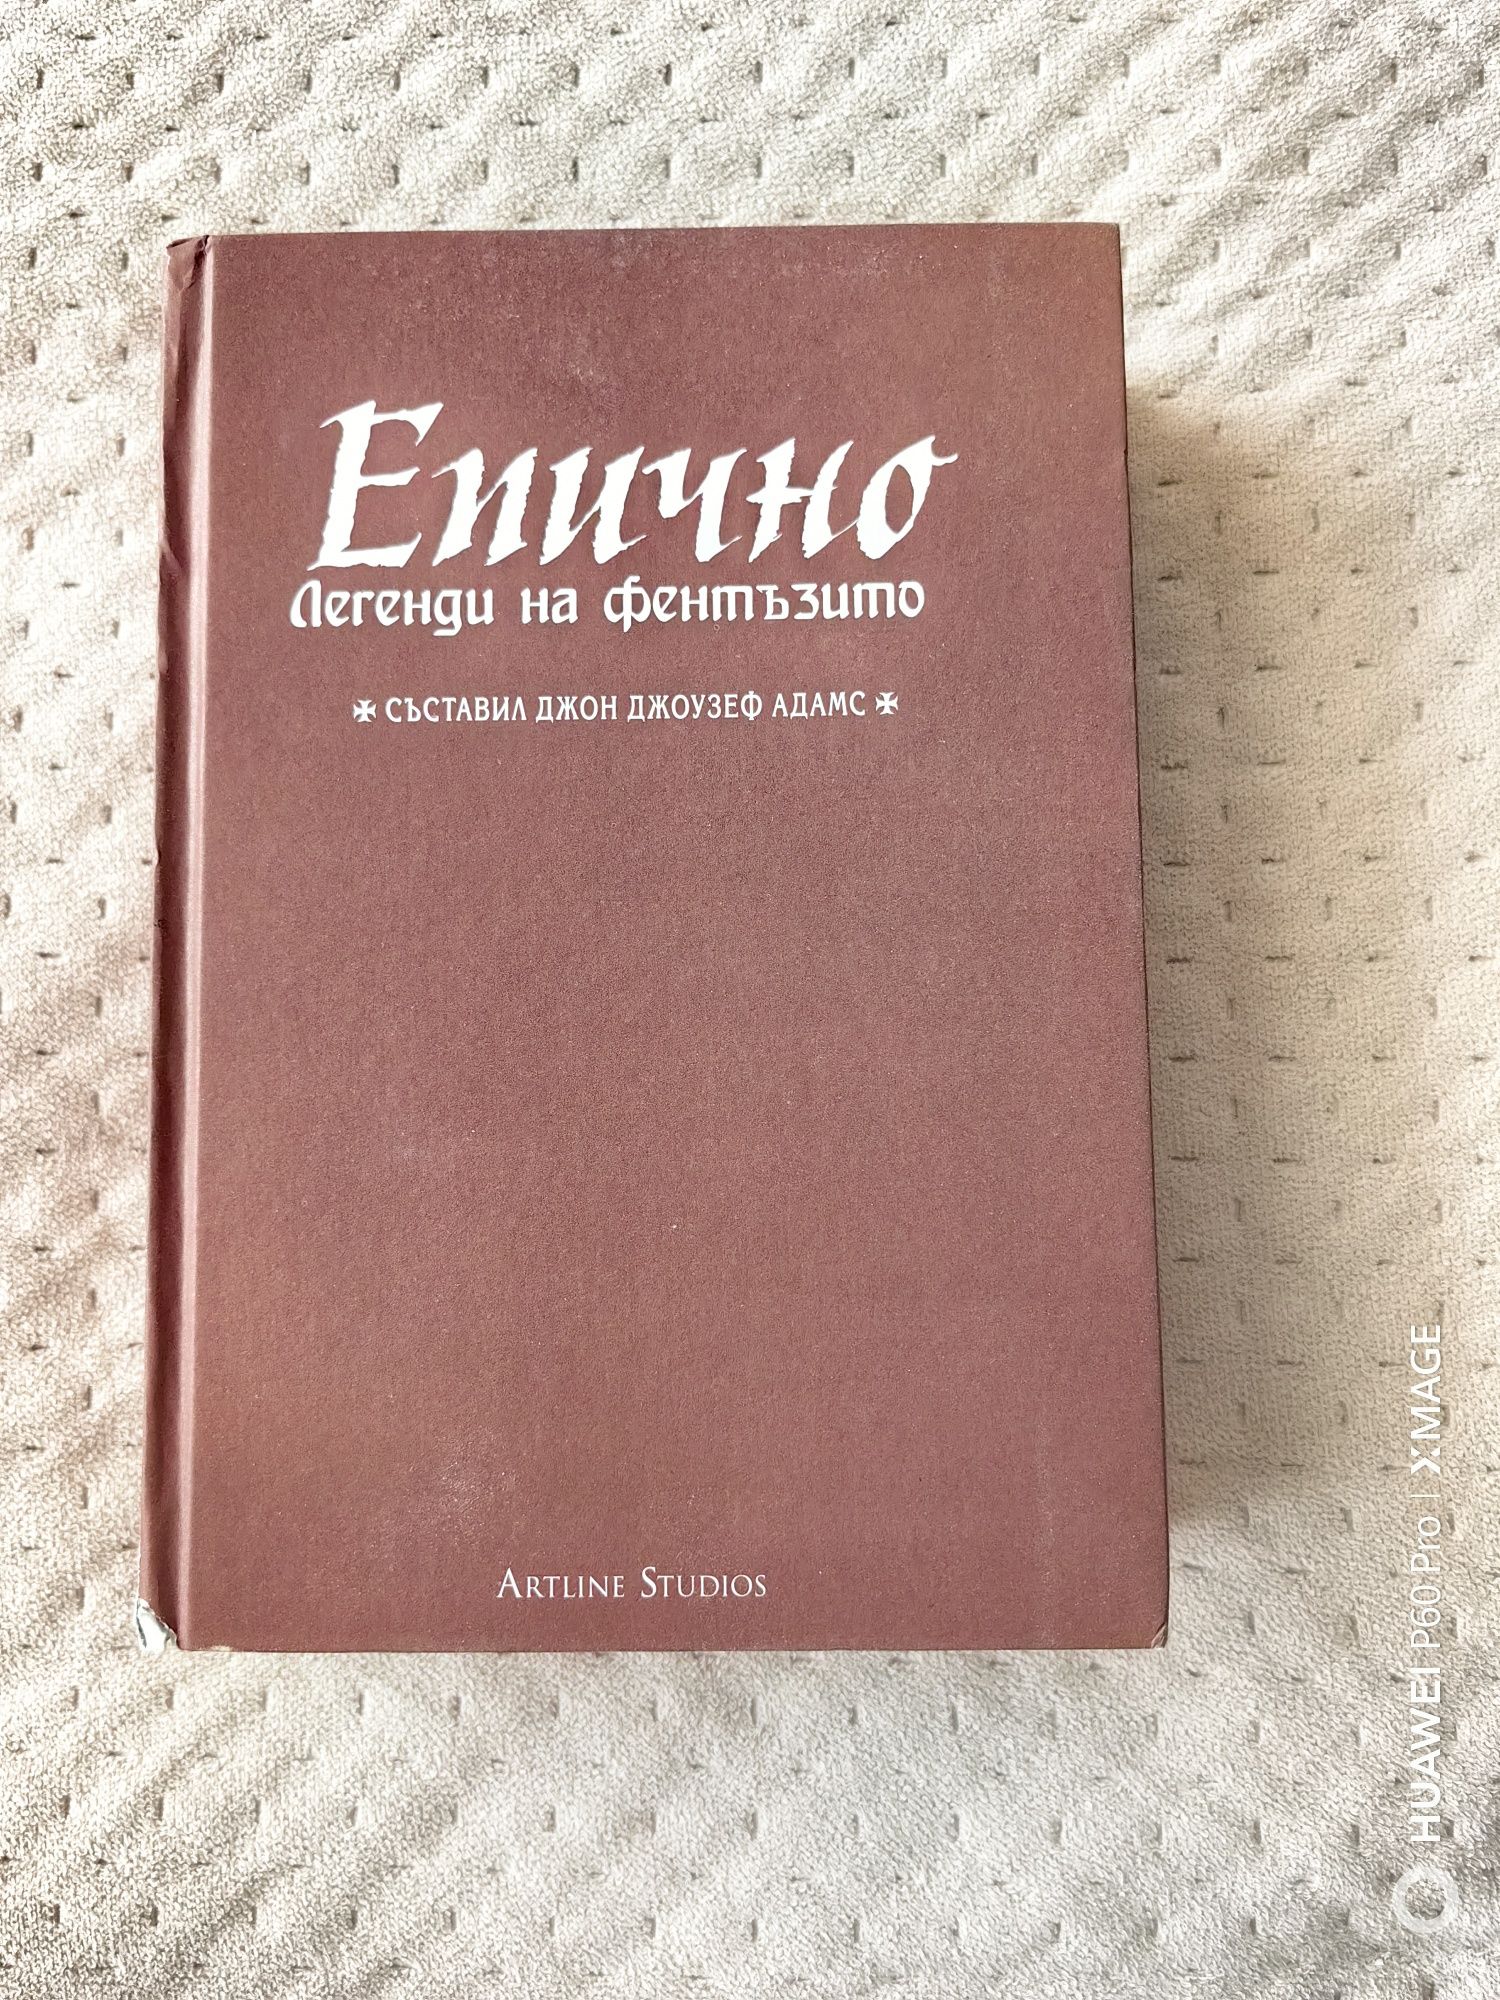 Епично
Легенди на фентъзито
✠ СЪСТАВИЛ ДЖОН ДЖОУЗЕФ АДАМС ✠
ARTLINE STUDIOS
HUAWEI P60 Pro | XMAGE